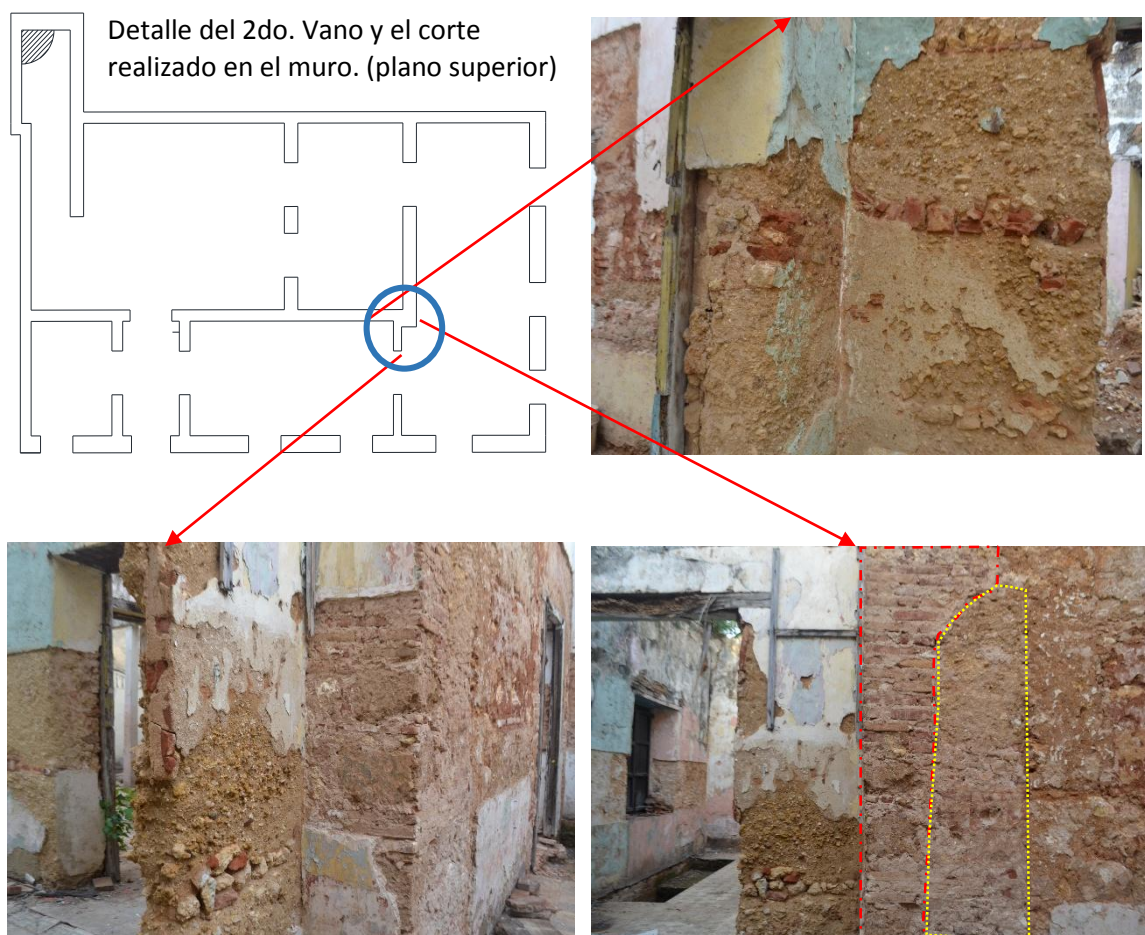 Detalle del 2do. Vano y el corte
realizado en el muro. (plano superior)